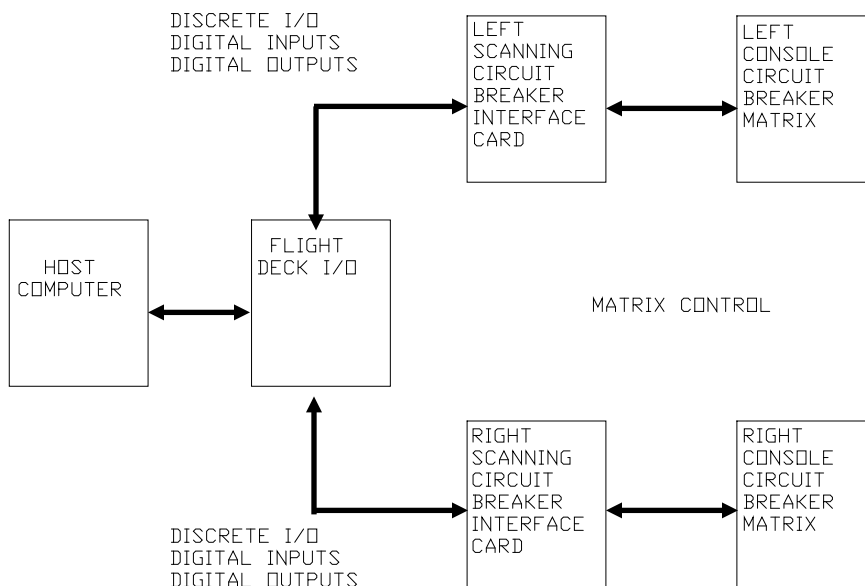 DISCRETE I/O
DIGITAL INPUTS
DIGITAL OUTPUTS
LEFT
SCANNING
CIRCUIT
BREAKER
INTERFACE
CARD
LEFT
CONSOLE
CIRCUIT
BREAKER
MATRIX
HOST
COMPUTER
FLIGHT
DECK I/O
MATRIX CONTROL
RIGHT
SCANNING
CIRCUIT
BREAKER
INTERFACE
CARD
RIGHT
CONSOLE
CIRCUIT
BREAKER
MATRIX
DISCRETE I/O
DIGITAL INPUTS
DIGITAL OUTPUTS